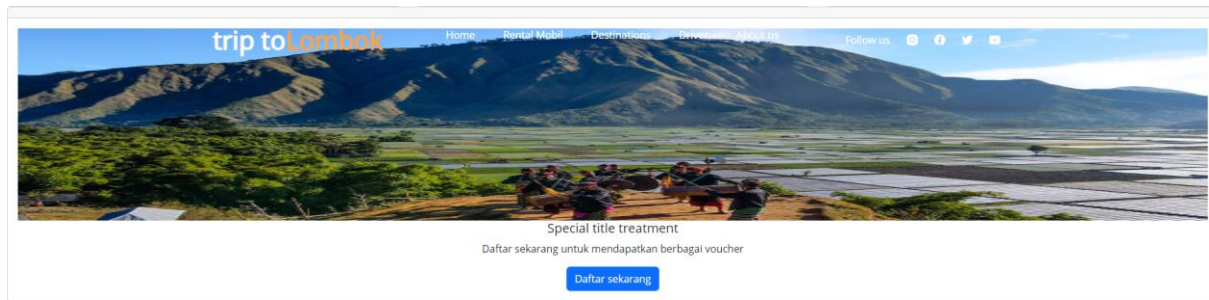 trip toLombok
Home Rental Mobil Destinations Drivers About us Follow us
Special title treatment
Daftar sekarang untuk mendapatkan berbagai voucher
Daftar sekarang